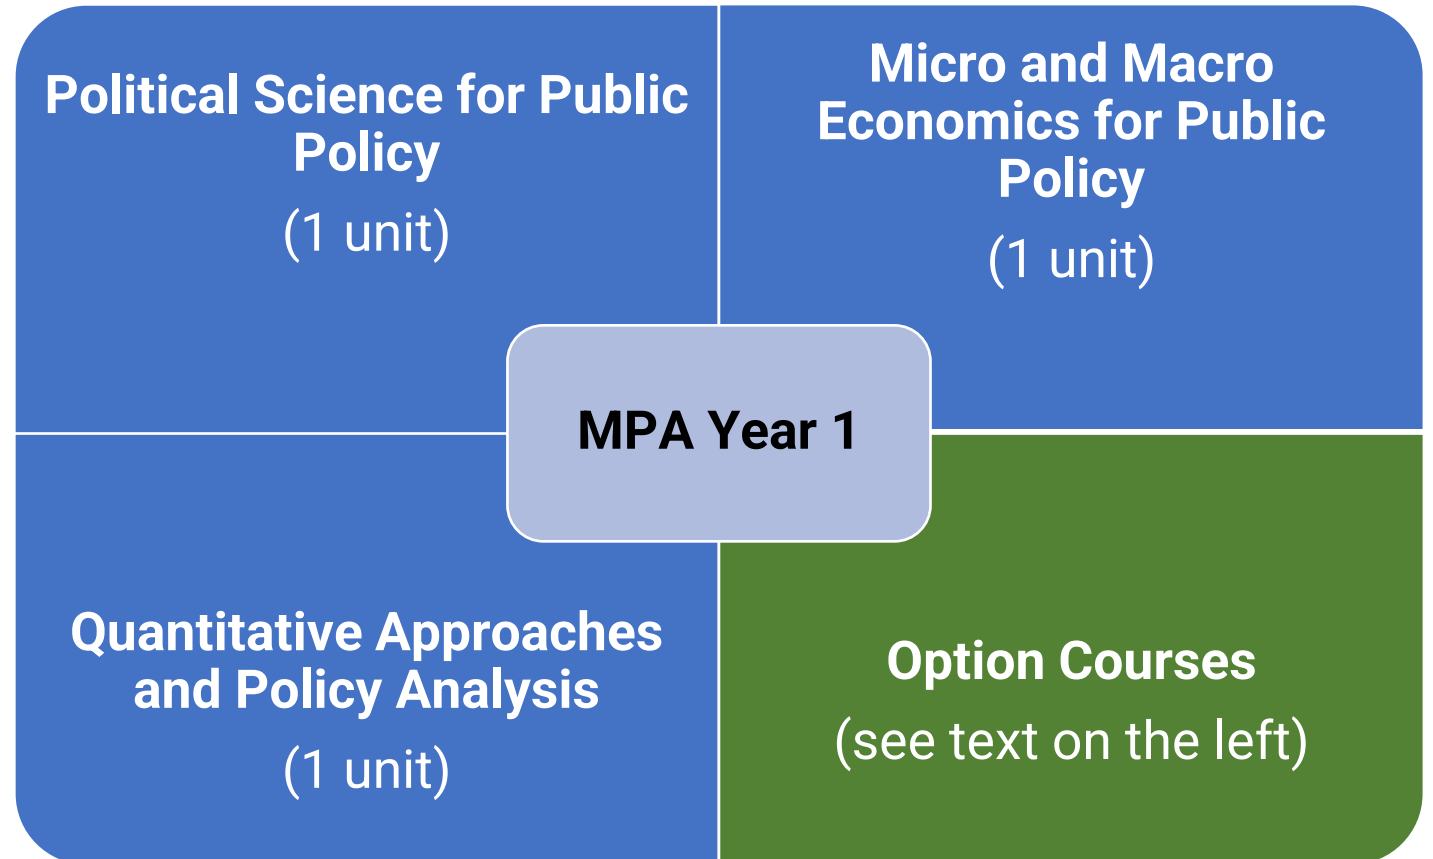 Political Science for Public
Policy
(1 unit)
Micro and Macro
Economics for Public
Policy
(1 unit)
MPA Year 1
Quantitative Approaches
and Policy Analysis
(1 unit)
Option Courses
(see text on the left)